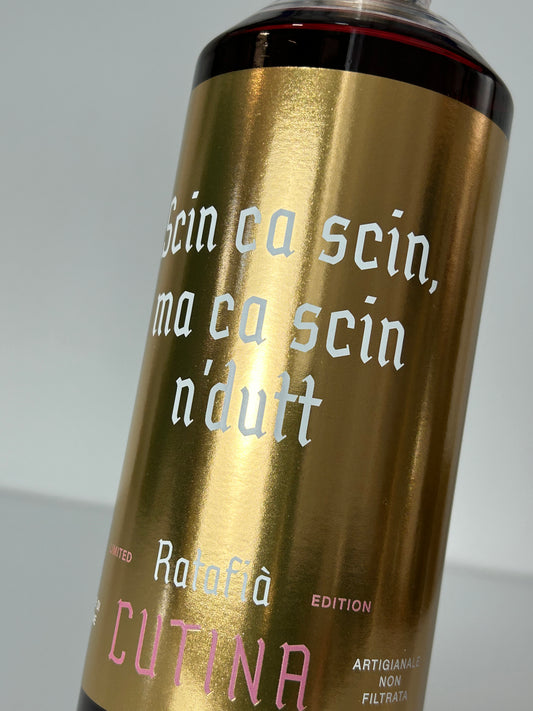 Scin ca scin,
ma ca scin
n'dutt
LIMITED
Ratafià
EDITION
CUTINA
ARTIGIANALE
NON
FILTRATA